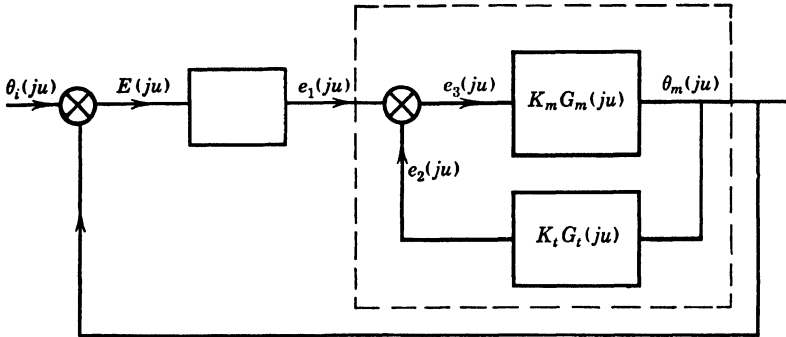 θᵢ(ju)
E(ju)
e₁(ju)
e₃(ju)
KₘGₘ(ju)
θₘ(ju)
e₂(ju)
KₜGₜ(ju)